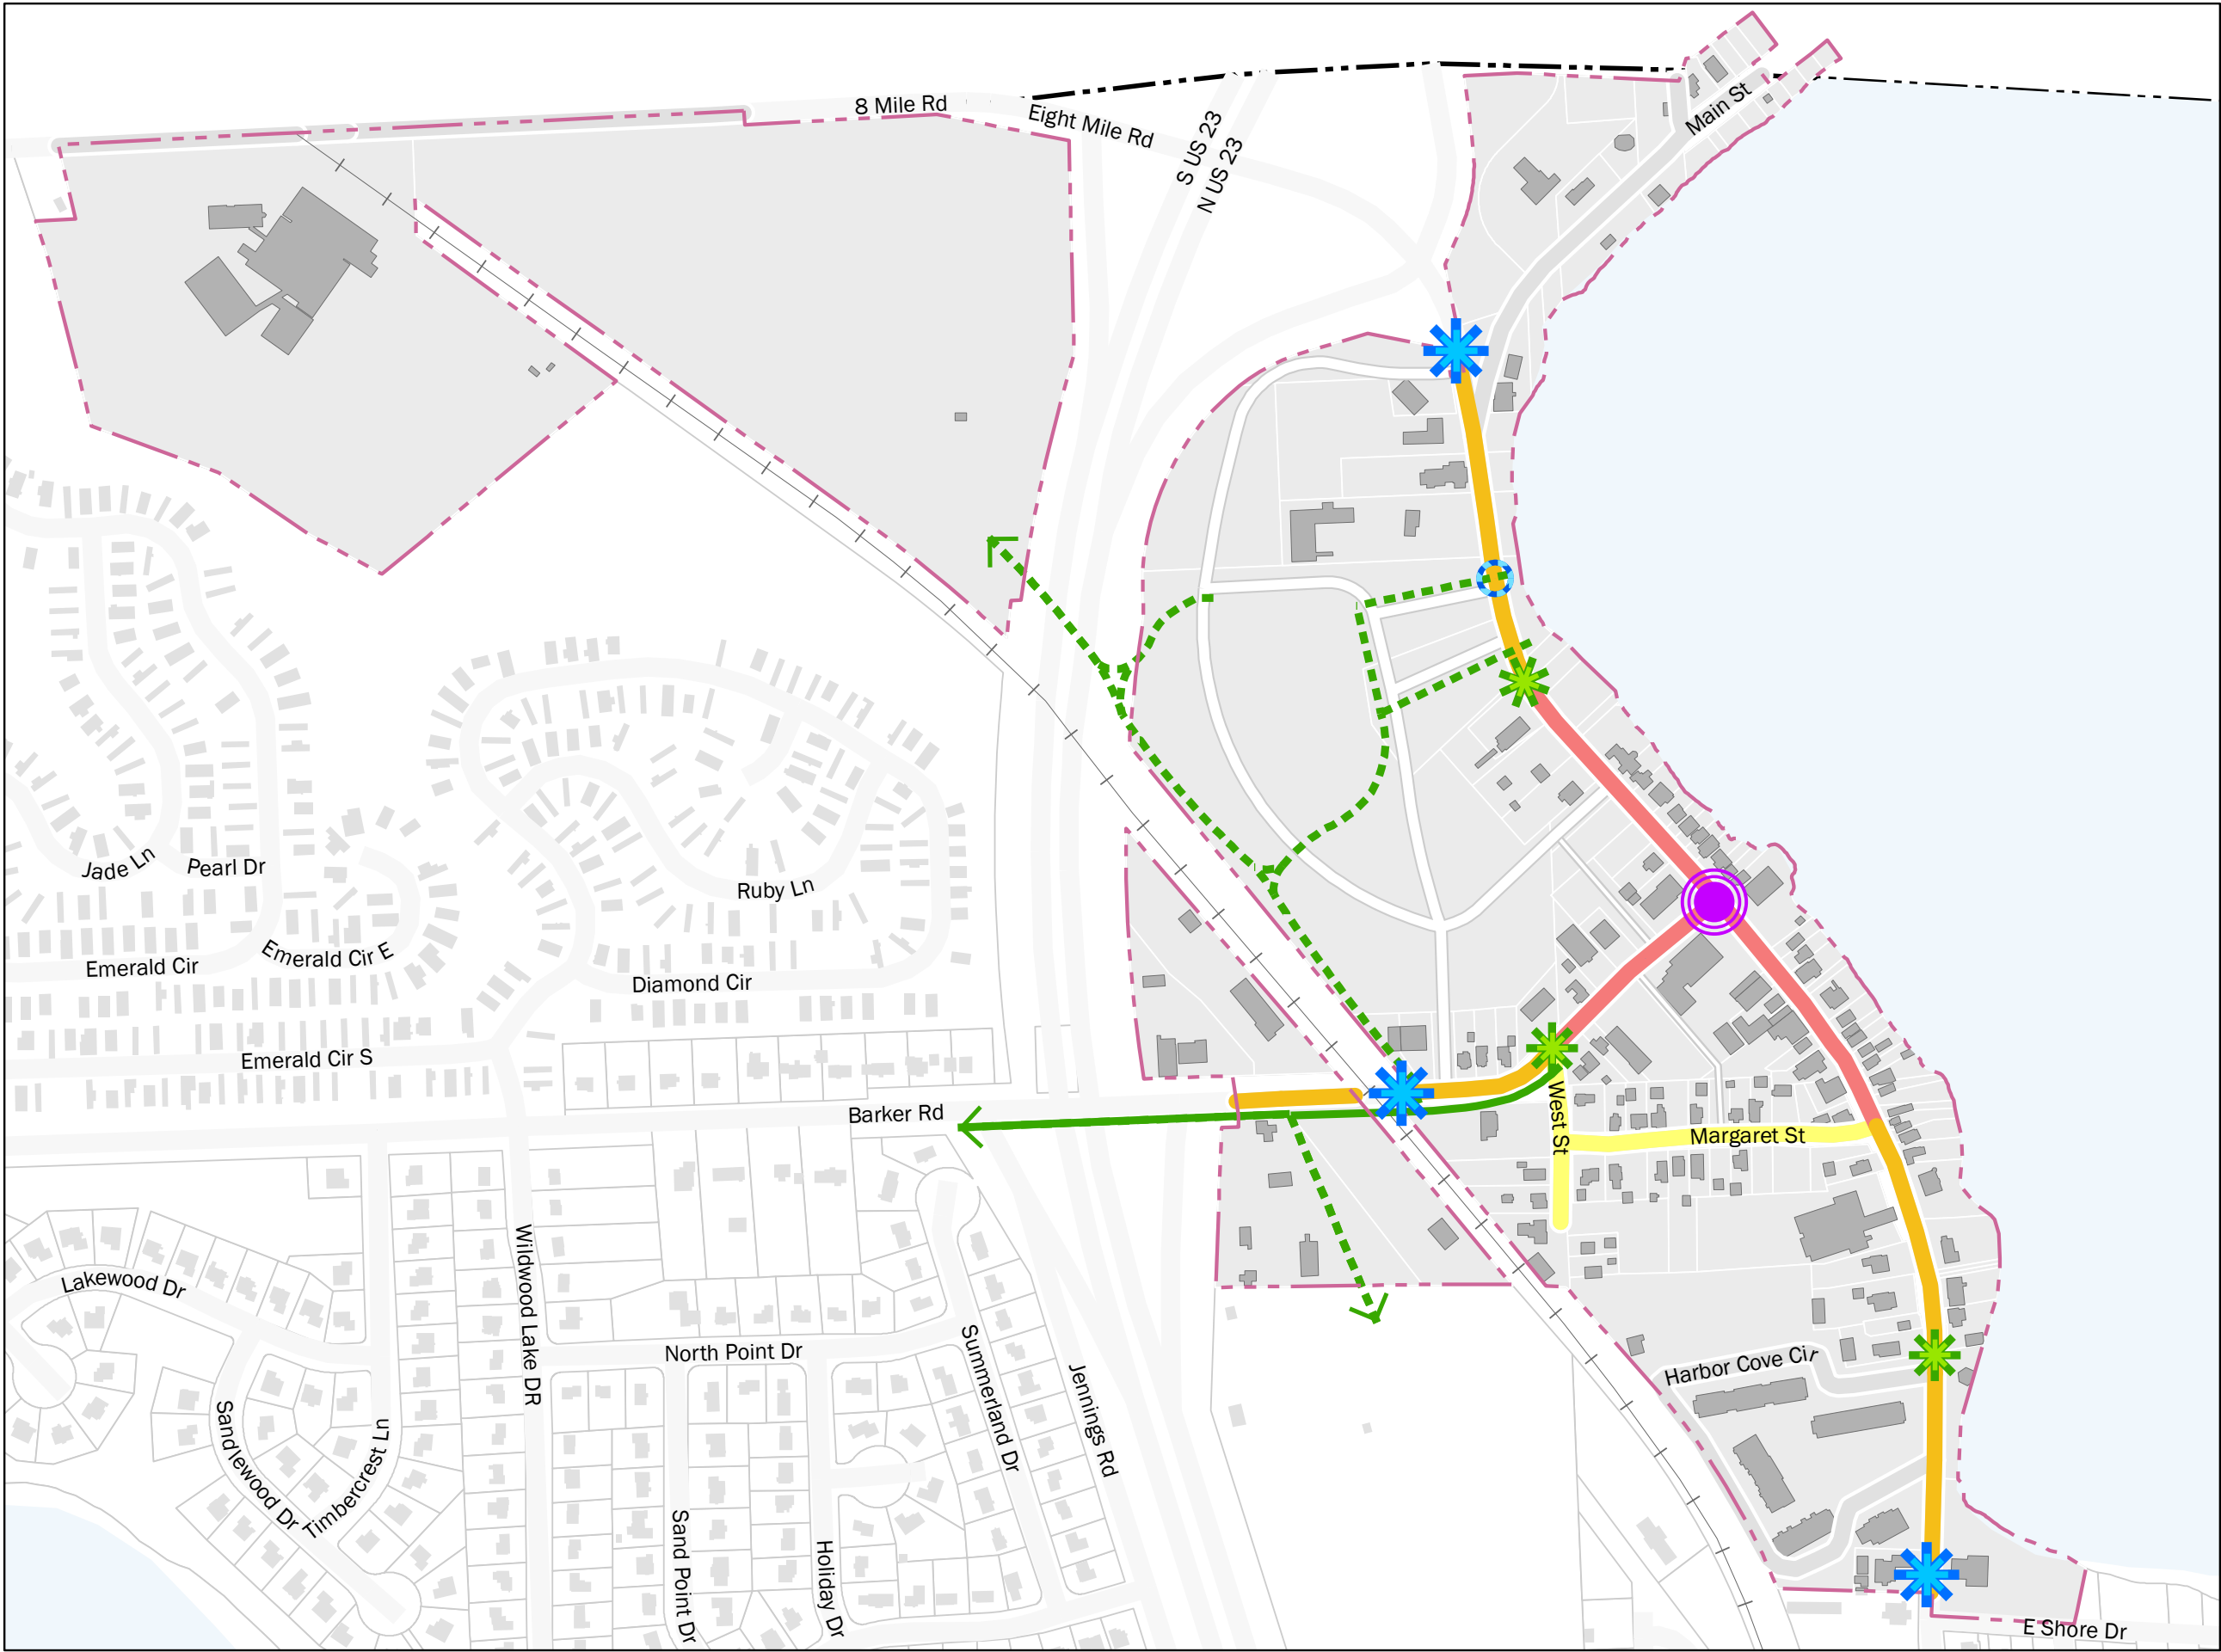 8 Mile Rd
Eight Mile Rd
S US 23
N US 23
Main St
Jade Ln
Pearl Dr
Ruby Ln
Emerald Cir
Emerald Cir E
Diamond Cir
Emerald Cir S
Barker Rd
West St
Margaret St
Lakewood Dr
Wildwood Lake DR
North Point Dr
Summerland Dr
Jennings Rd
Harbor Cove Cir
Sandlewood Dr
Timbercrest Ln
Sand Point Dr
Holiday Dr
E Shore Dr